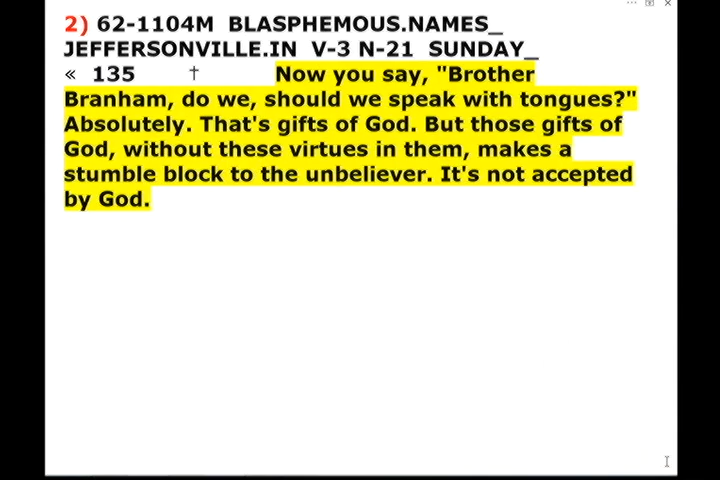 2) 62-1104M BLASPHEMOUS.NAMES_
JEFFERSONVILLE.IN V-3 N-21 SUNDAY_
« 135 † Now you say, "Brother
Branham, do we, should we speak with tongues?"
Absolutely. That's gifts of God. But those gifts of
God, without these virtues in them, makes a
stumble block to the unbeliever. It's not accepted
by God.